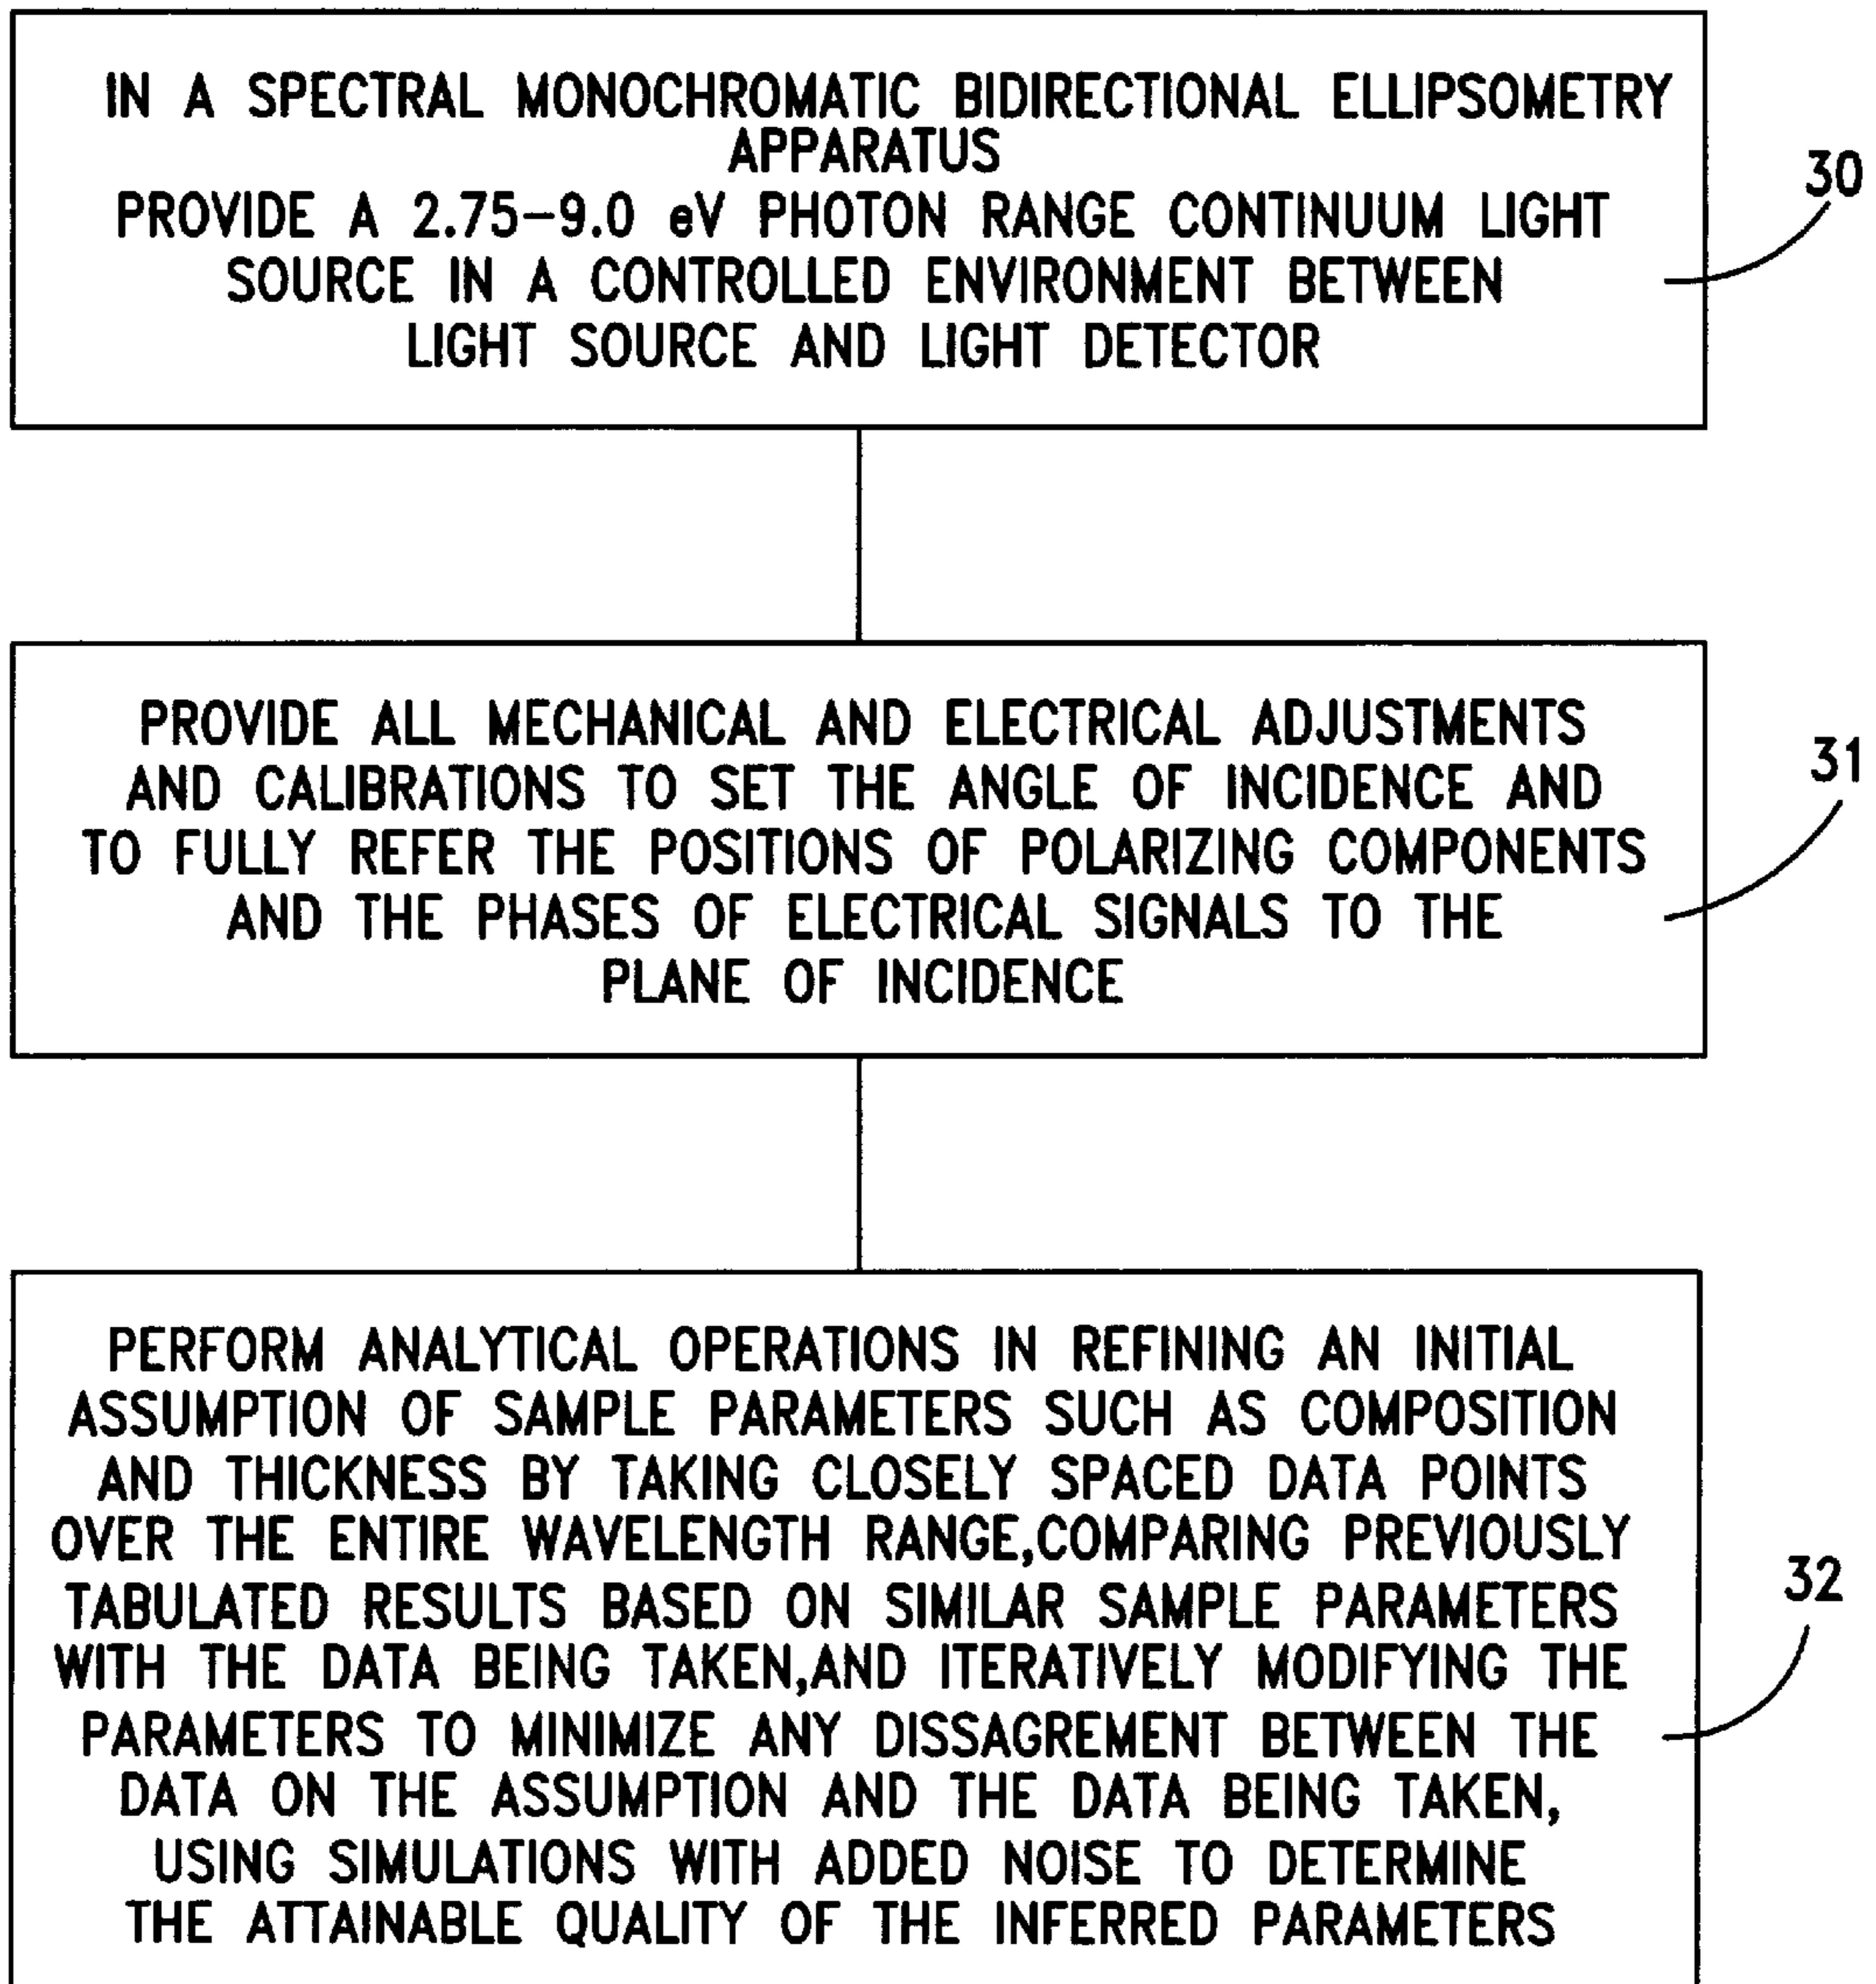 IN A SPECTRAL MONOCHROMATIC BIDIRECTIONAL ELLIPSOMETRY
APPARATUS
PROVIDE A 2.75-9.0 eV PHOTON RANGE CONTINUUM LIGHT
SOURCE IN A CONTROLLED ENVIRONMENT BETWEEN
LIGHT SOURCE AND LIGHT DETECTOR
30
PROVIDE ALL MECHANICAL AND ELECTRICAL ADJUSTMENTS
AND CALIBRATIONS TO SET THE ANGLE OF INCIDENCE AND
TO FULLY REFER THE POSITIONS OF POLARIZING COMPONENTS
AND THE PHASES OF ELECTRICAL SIGNALS TO THE
PLANE OF INCIDENCE
31
PERFORM ANALYTICAL OPERATIONS IN REFINING AN INITIAL
ASSUMPTION OF SAMPLE PARAMETERS SUCH AS COMPOSITION
AND THICKNESS BY TAKING CLOSELY SPACED DATA POINTS
OVER THE ENTIRE WAVELENGTH RANGE,COMPARING PREVIOUSLY
TABULATED RESULTS BASED ON SIMILAR SAMPLE PARAMETERS
WITH THE DATA BEING TAKEN,AND ITERATIVELY MODIFYING THE
PARAMETERS TO MINIMIZE ANY DISSAGREMENT BETWEEN THE
DATA ON THE ASSUMPTION AND THE DATA BEING TAKEN,
USING SIMULATIONS WITH ADDED NOISE TO DETERMINE
THE ATTAINABLE QUALITY OF THE INFERRED PARAMETERS
32